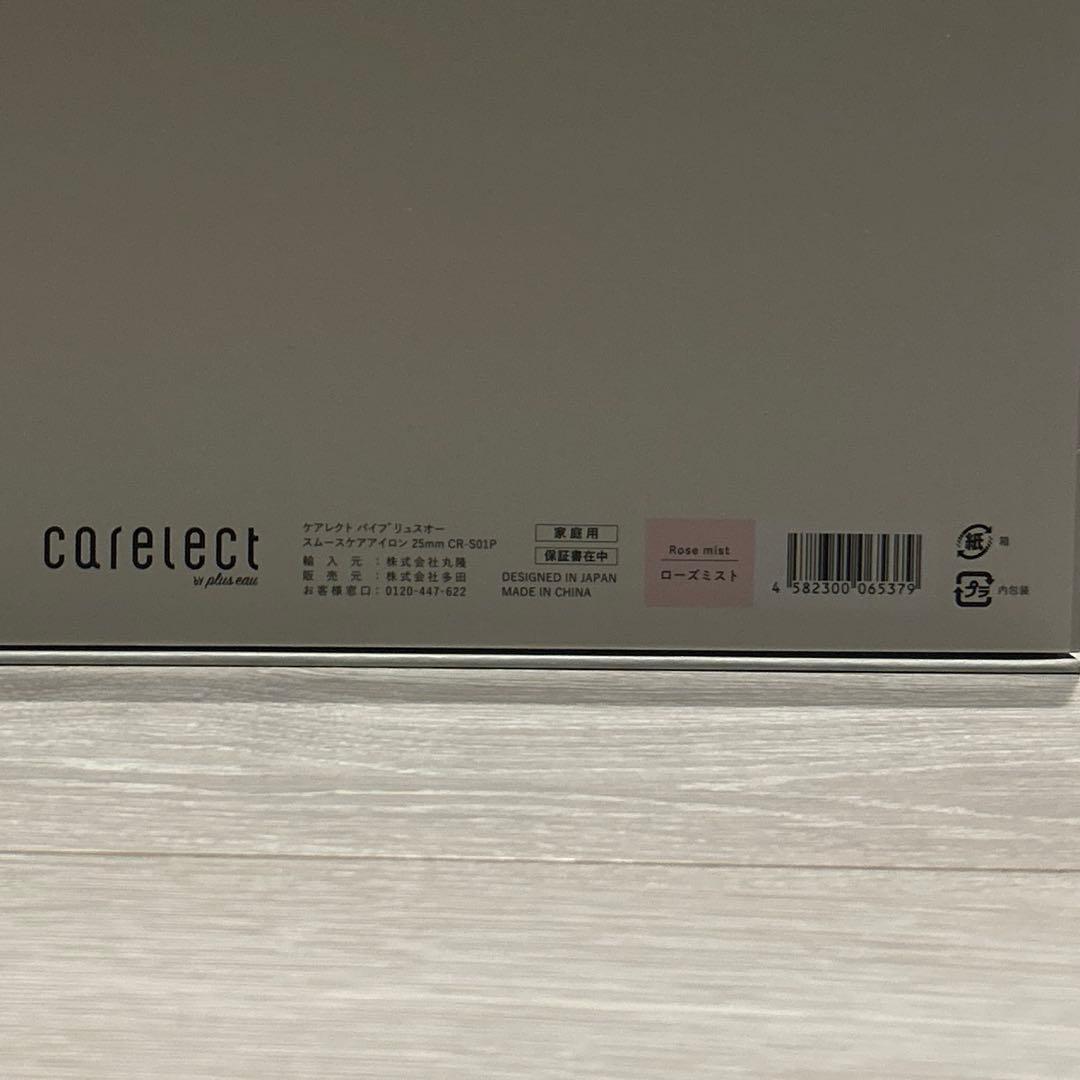 carelect
by plus eau
ケアレクト バイプリュスオー
スムースケアアイロン 25mm CR-S01P
輸入元：株式会社丸隆
販売元：株式会社多田
お客様窓口：0120-447-622
家庭用
保証書在中
DESIGNED IN JAPAN
MADE IN CHINA
Rose mist
ローズミスト
4 582300 065379
紙 箱
プラ 内包装